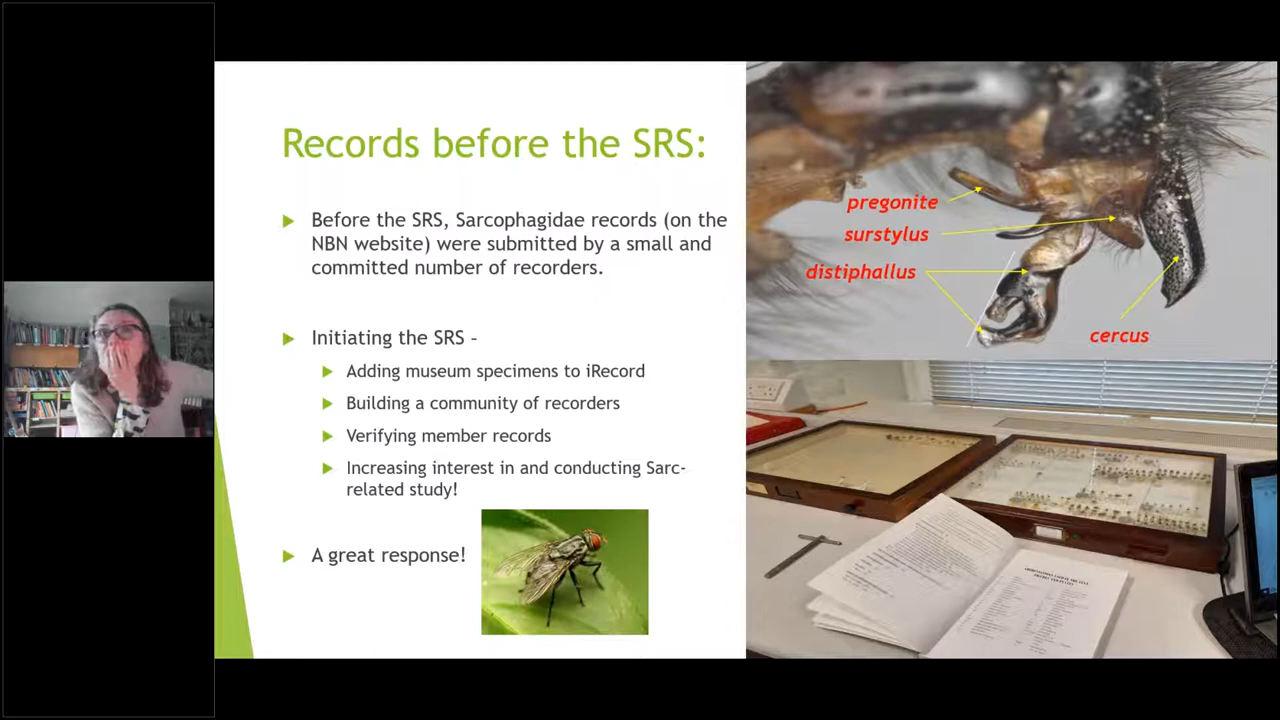 Records before the SRS:
Before the SRS, Sarcophagidae records (on the
NBN website) were submitted by a small and
committed number of recorders.
Initiating the SRS –
Adding museum specimens to iRecord
Building a community of recorders
Verifying member records
Increasing interest in and conducting Sarc-
related study!
A great response!
pregonite
surstylus
distiphallus
cercus